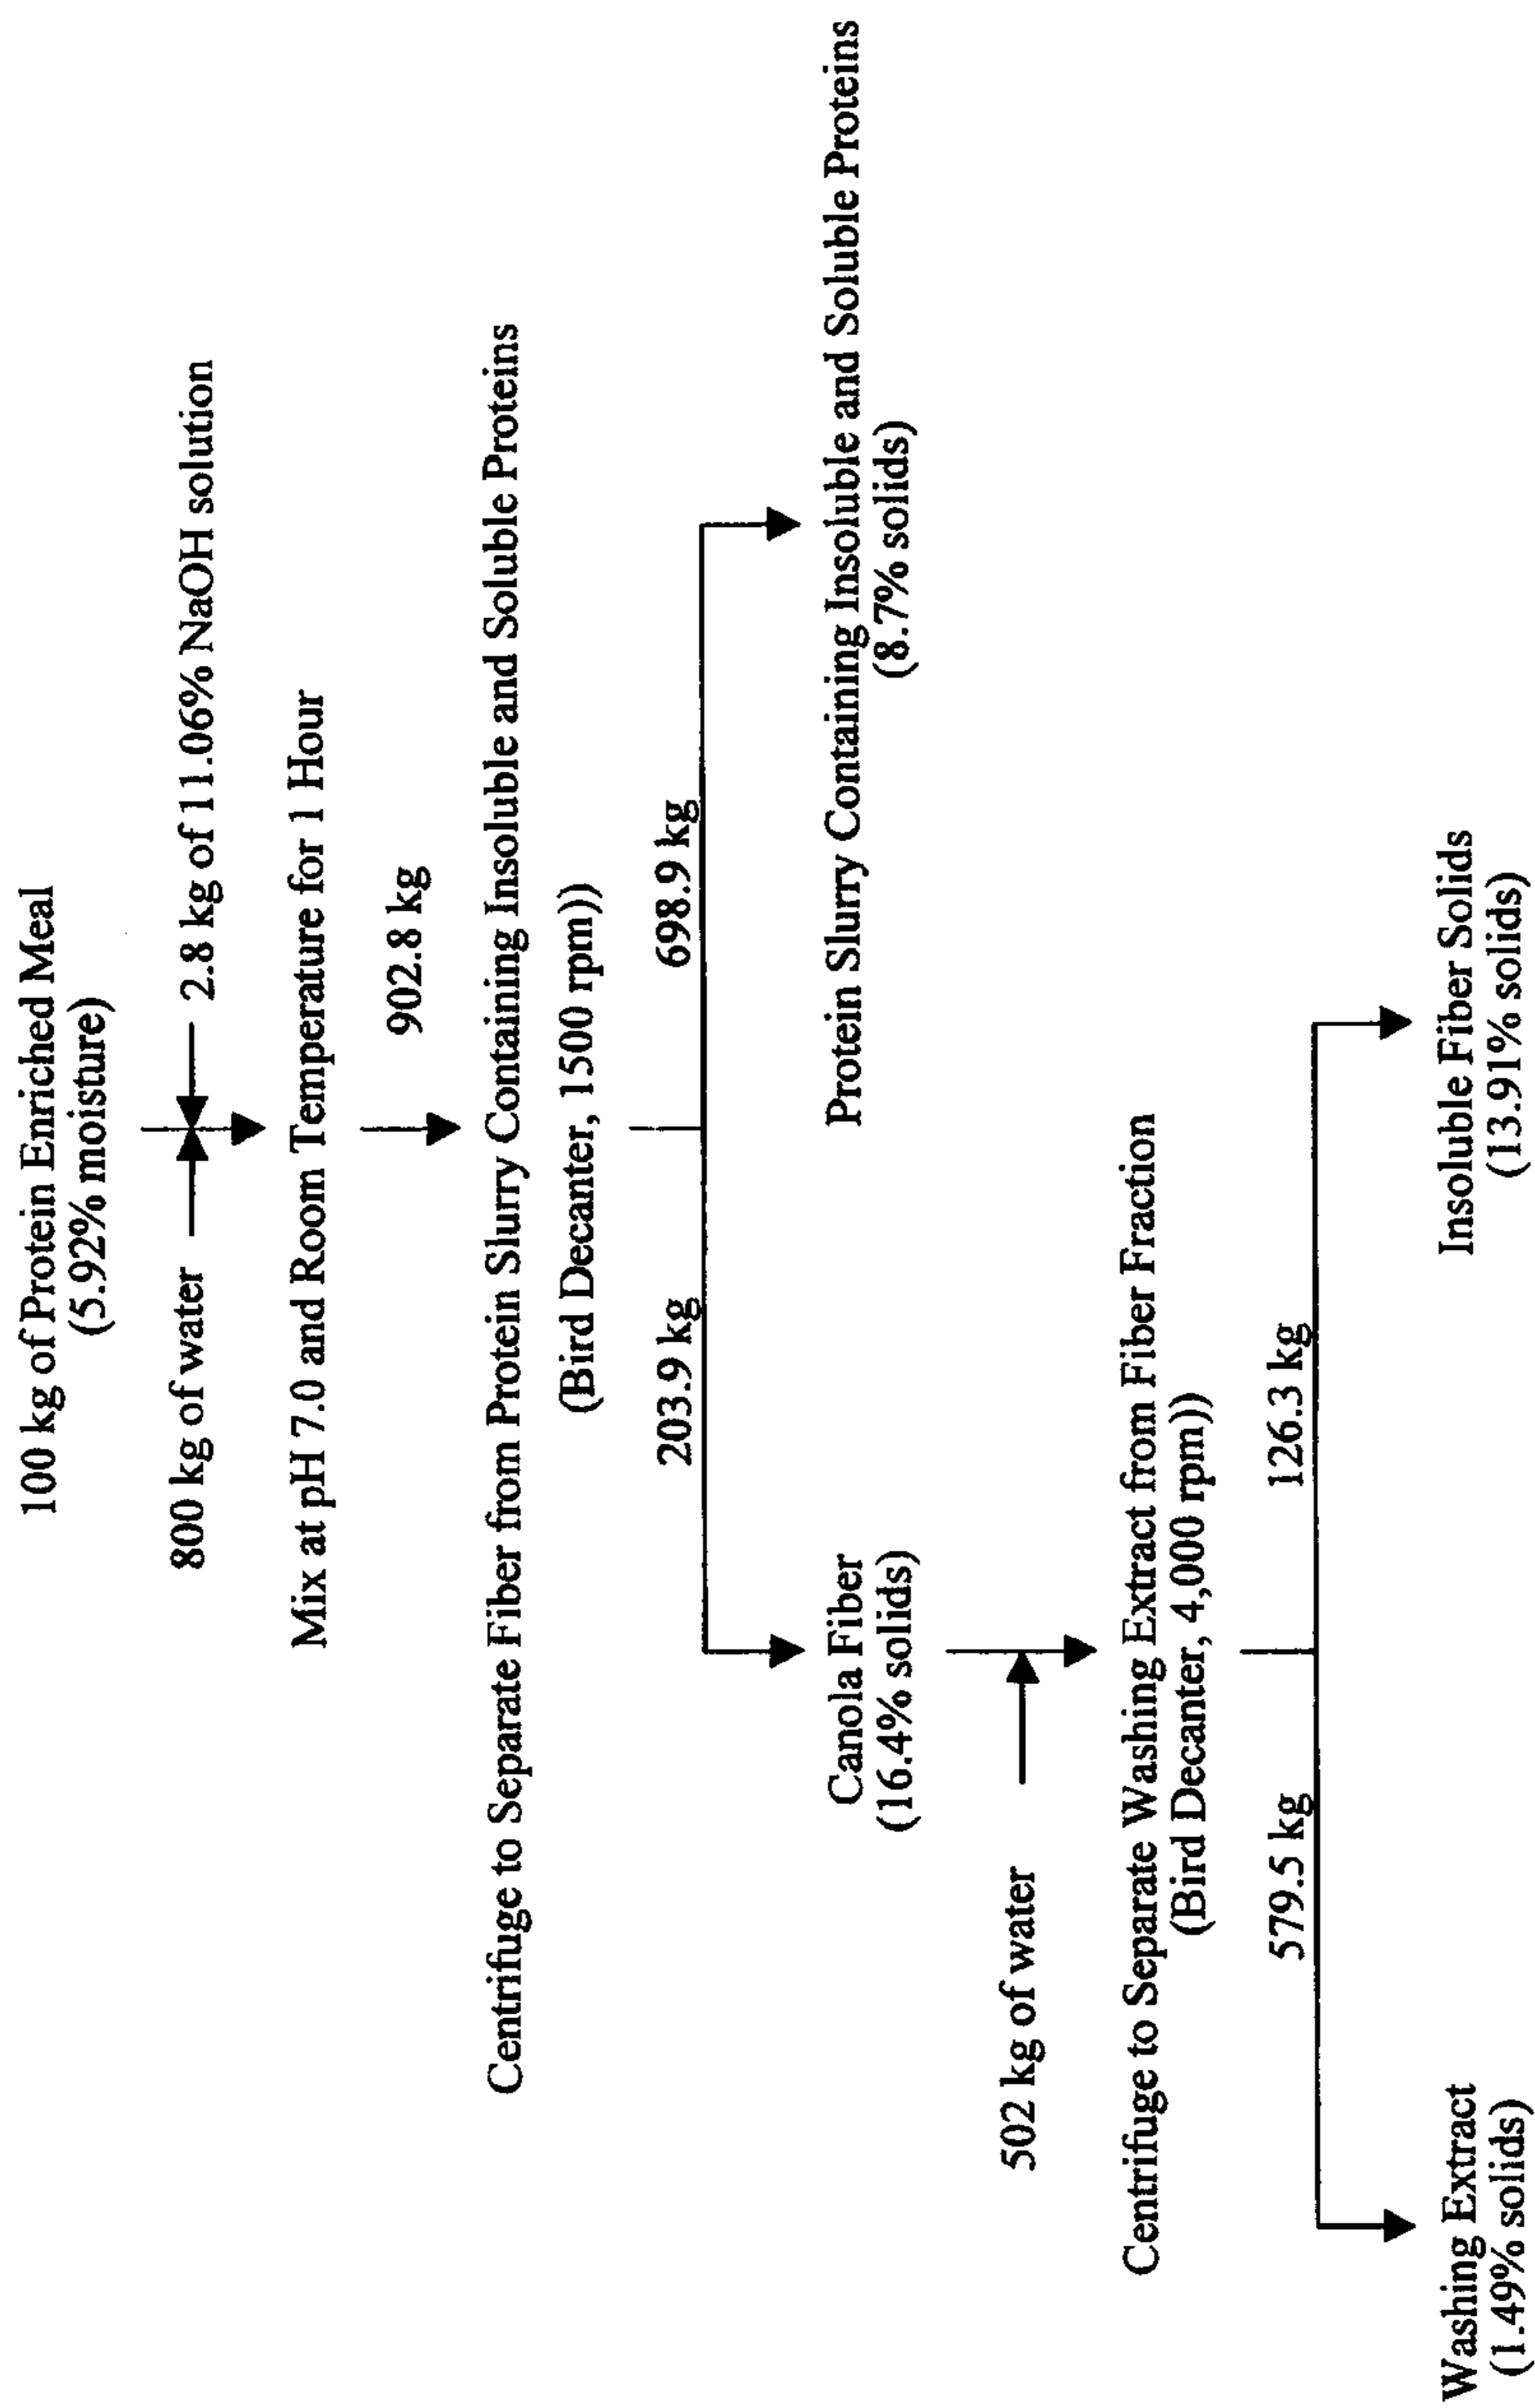 100 kg of Protein Enriched Meal
(5.92% moisture)
800 kg of water
2.8 kg of 11.06% NaOH solution
Mix at pH 7.0 and Room Temperature for 1 Hour
902.8 kg
Centrifuge to Separate Fiber from Protein Slurry Containing Insoluble and Soluble Proteins
(Bird Decanter, 1500 rpm))
203.9 kg
698.9 kg
Canola Fiber
(16.4% solids)
Protein Slurry Containing Insoluble and Soluble Proteins
(8.7% solids)
502 kg of water
Centrifuge to Separate Washing Extract from Fiber Fraction
(Bird Decanter, 4,000 rpm))
579.5 kg
126.3 kg
Washing Extract
(1.49% solids)
Insoluble Fiber Solids
(13.91% solids)